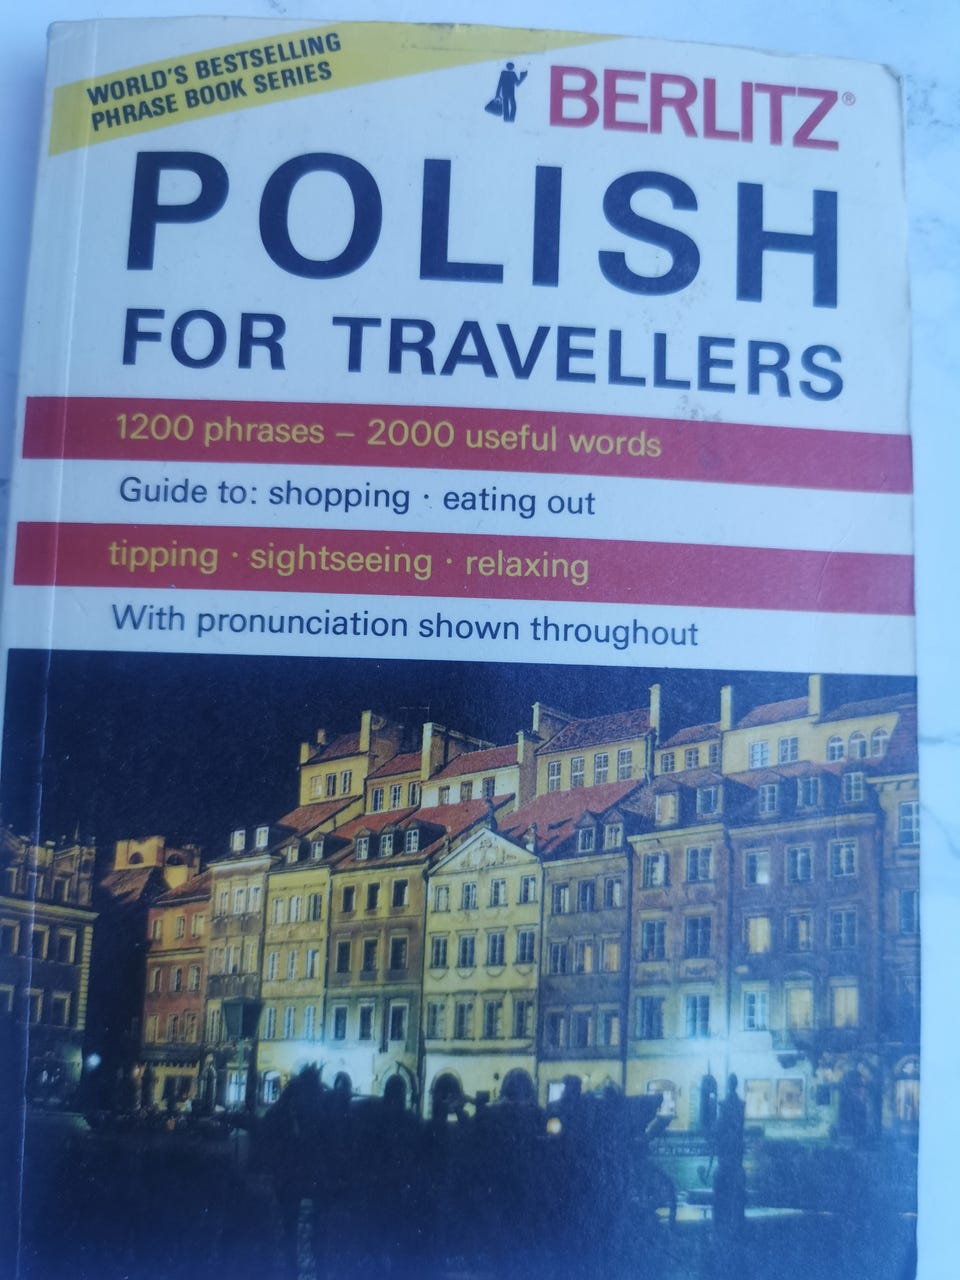 WORLD'S BESTSELLING
PHRASE BOOK SERIES
BERLITZ®
POLISH
FOR TRAVELLERS
1200 phrases – 2000 useful words
Guide to: shopping · eating out
tipping · sightseeing · relaxing
With pronunciation shown throughout